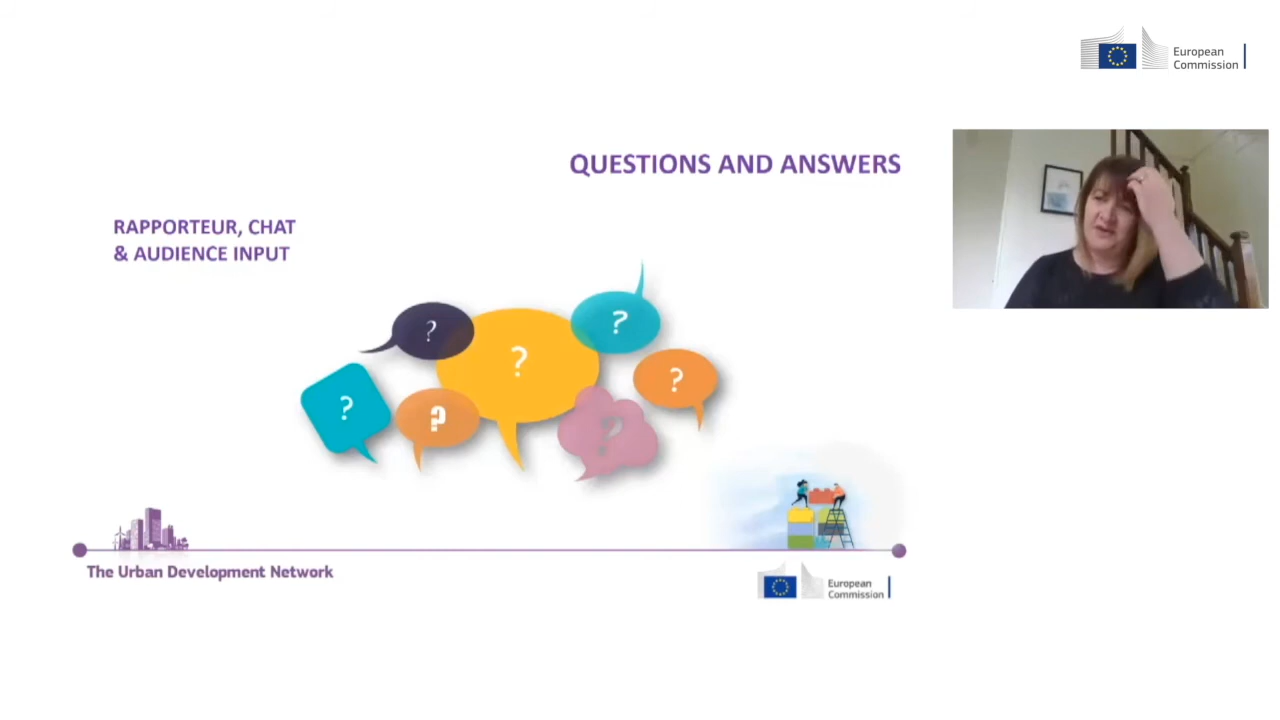 European
Commission
QUESTIONS AND ANSWERS
RAPPORTEUR, CHAT
& AUDIENCE INPUT
?
?
?
?
?
?
?
The Urban Development Network
European
Commission